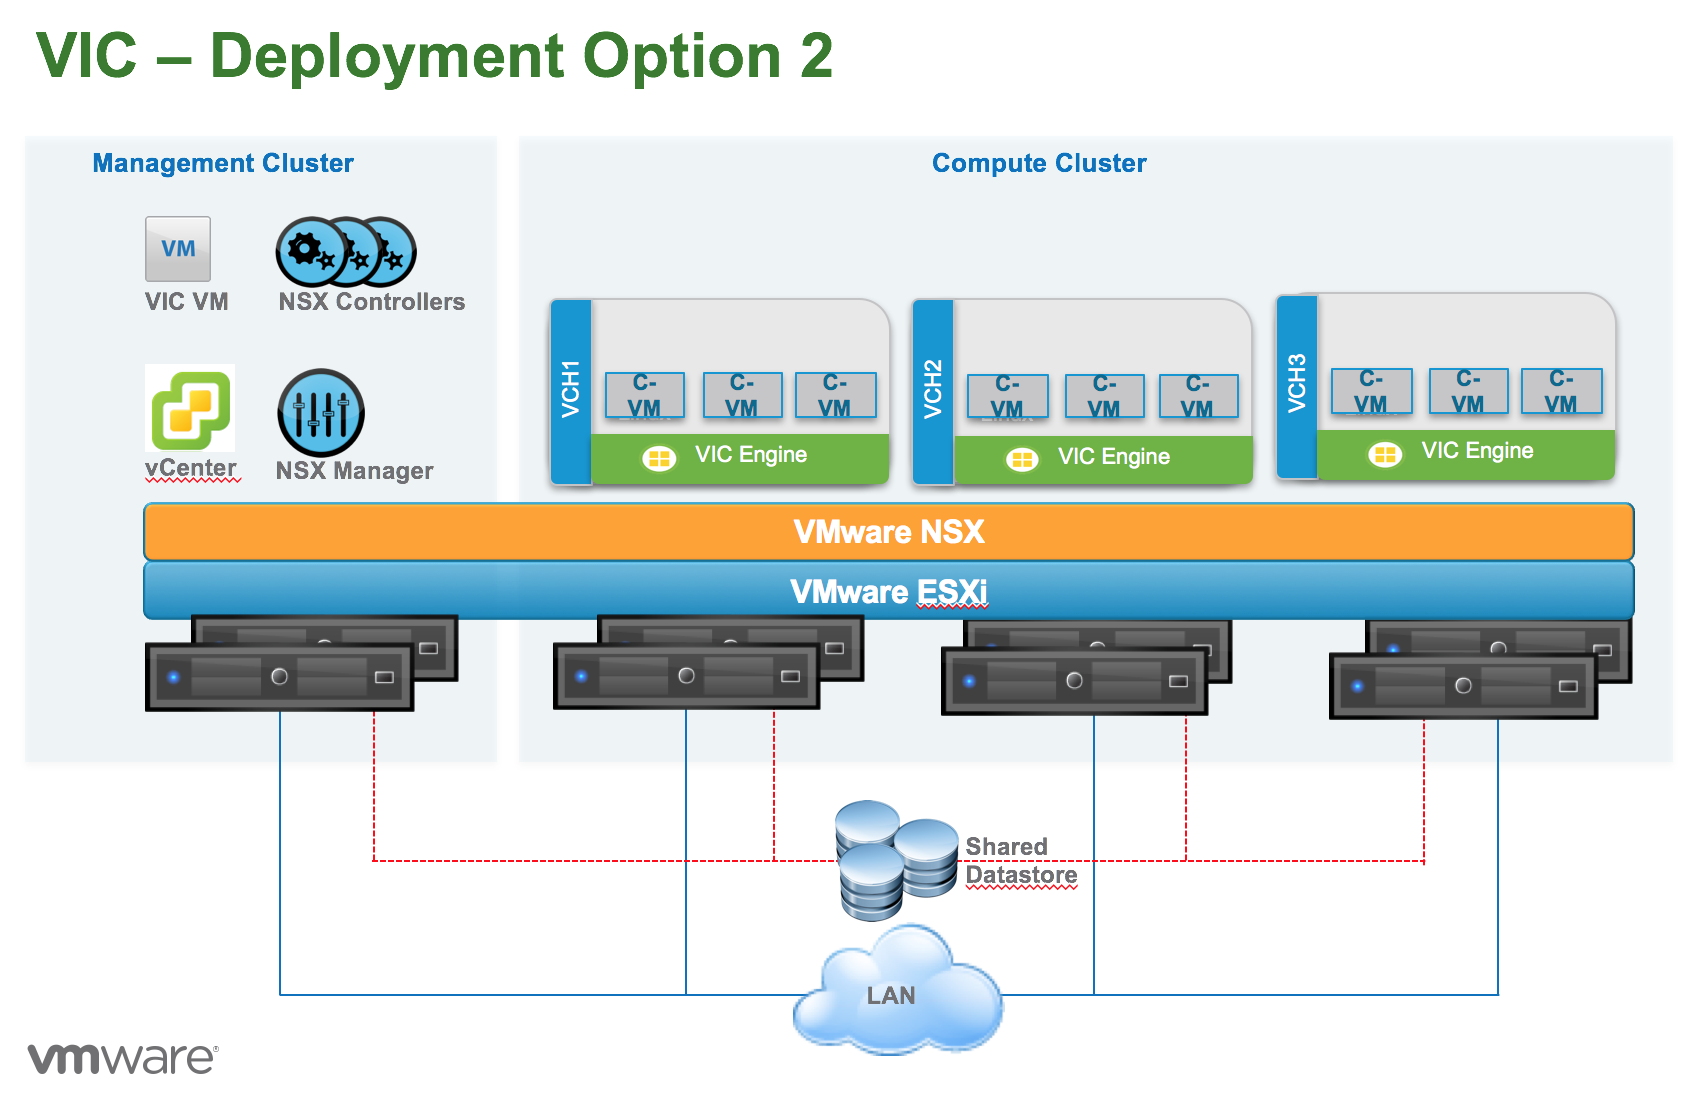 VIC – Deployment Option 2
Management Cluster
VM
VIC VM
NSX Controllers
vCenter
NSX Manager
Compute Cluster
VCH1
C-
VM
C-
VM
C-
VM
VIC Engine
VCH2
C-
VM
C-
VM
C-
VM
VIC Engine
VCH3
C-
VM
C-
VM
C-
VM
VIC Engine
VMware NSX
VMware ESXi
Shared
Datastore
LAN
vmware®